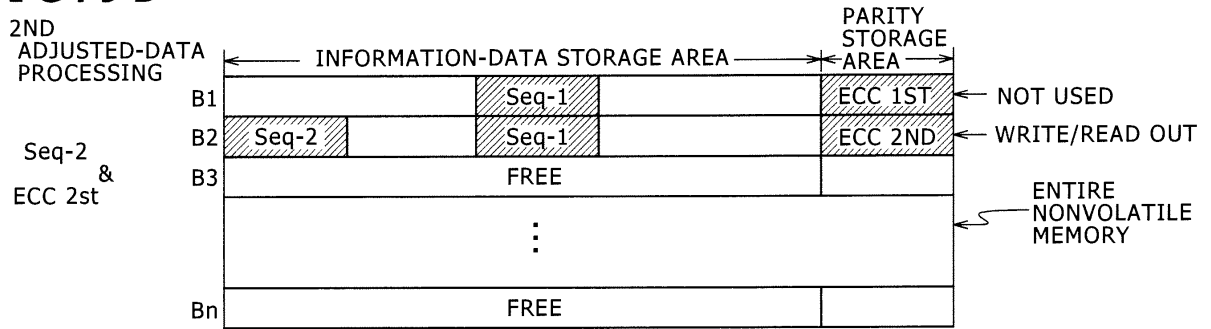 2ND
ADJUSTED-DATA
PROCESSING
INFORMATION-DATA STORAGE AREA
PARITY
STORAGE
AREA
B1
Seq-1
ECC 1ST
NOT USED
B2
Seq-2
Seq-1
ECC 2ND
WRITE/READ OUT
Seq-2
&
ECC 2st
B3
FREE
ENTIRE
NONVOLATILE
MEMORY
Bn
FREE